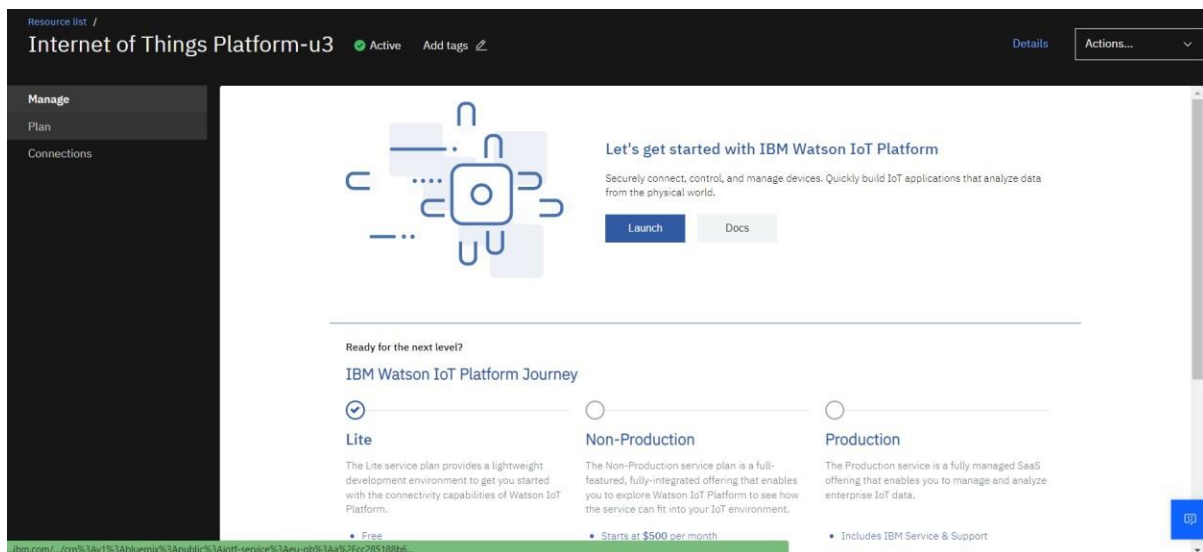 Resource list /
Internet of Things Platform-u3 Active Add tags
Details
Actions...
Manage
Plan
Connections
Let's get started with IBM Watson IoT Platform
Securely connect, control, and manage devices. Quickly build IoT applications that analyze data
from the physical world.
Launch Docs
Ready for the next level?
IBM Watson IoT Platform Journey
Lite
The Lite service plan provides a lightweight
development environment to get you started
with the connectivity capabilities of Watson IoT
Platform.
• Free
Non-Production
The Non-Production service plan is a full-
featured, fully-integrated offering that enables
you to explore Watson IoT Platform to see how
the service can fit into your IoT environment.
• Starts at $500 per month
Production
The Production service is a fully managed SaaS
offering that enables you to manage and analyze
enterprise IoT data.
• Includes IBM Service & Support